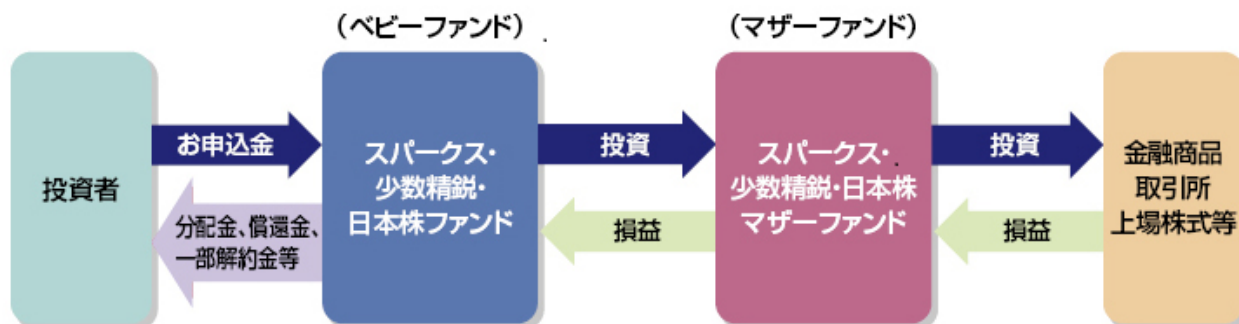 （ベビーファンド）
（マザーファンド）
投資者
お申込金
分配金、償還金、
一部解約金等
スパークス・
少数精鋭・
日本株ファンド
投資
損益
スパークス・
少数精鋭・日本株
マザーファンド
投資
損益
金融商品
取引所
上場株式等